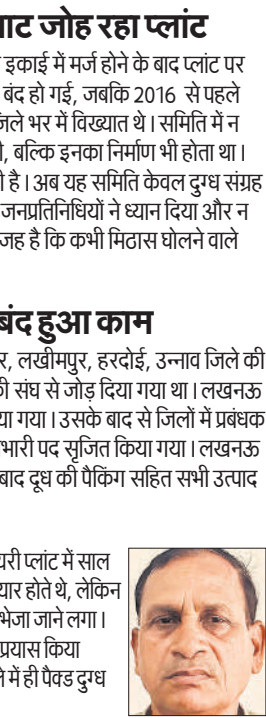 बाट जोह रहा प्लांट
इकाई में मर्ज होने के बाद प्लांट पर
बंद हो गई, जबकि 2016 से पहले
जिले भर में विख्यात थे। समिति में न
बल्कि इनका निर्माण भी होता था।
है। अब यह समिति केवल दुग्ध संग्रह
जनप्रतिनिधियों ने ध्यान दिया और न
जह है कि कभी मिठास घोलने वाले
बंद हुआ काम
र, लखीमपुर, हरदोई, उन्नाव जिले की
संघ से जोड़ दिया गया था। लखनऊ
या गया। उसके बाद से जिलों में प्रबंधक
भारी पद सृजित किया गया। लखनऊ
बाद दूध की पैकिंग सहित सभी उत्पाद
यरी प्लांट में साल
यार होते थे, लेकिन
भेजा जाने लगा।
प्रयास किया
में ही पैक्ड दुग्ध